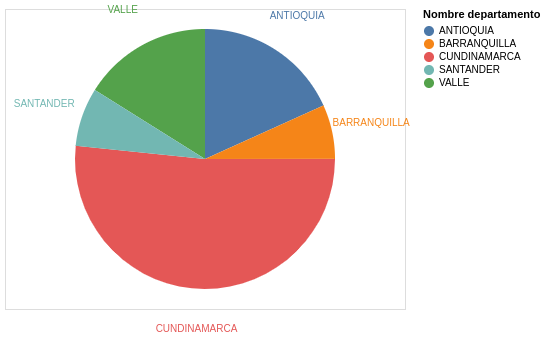 VALLE
ANTIOQUIA
SANTANDER
BARRANQUILLA
CUNDINAMARCA
Nombre departamento
ANTIOQUIA
BARRANQUILLA
CUNDINAMARCA
SANTANDER
VALLE